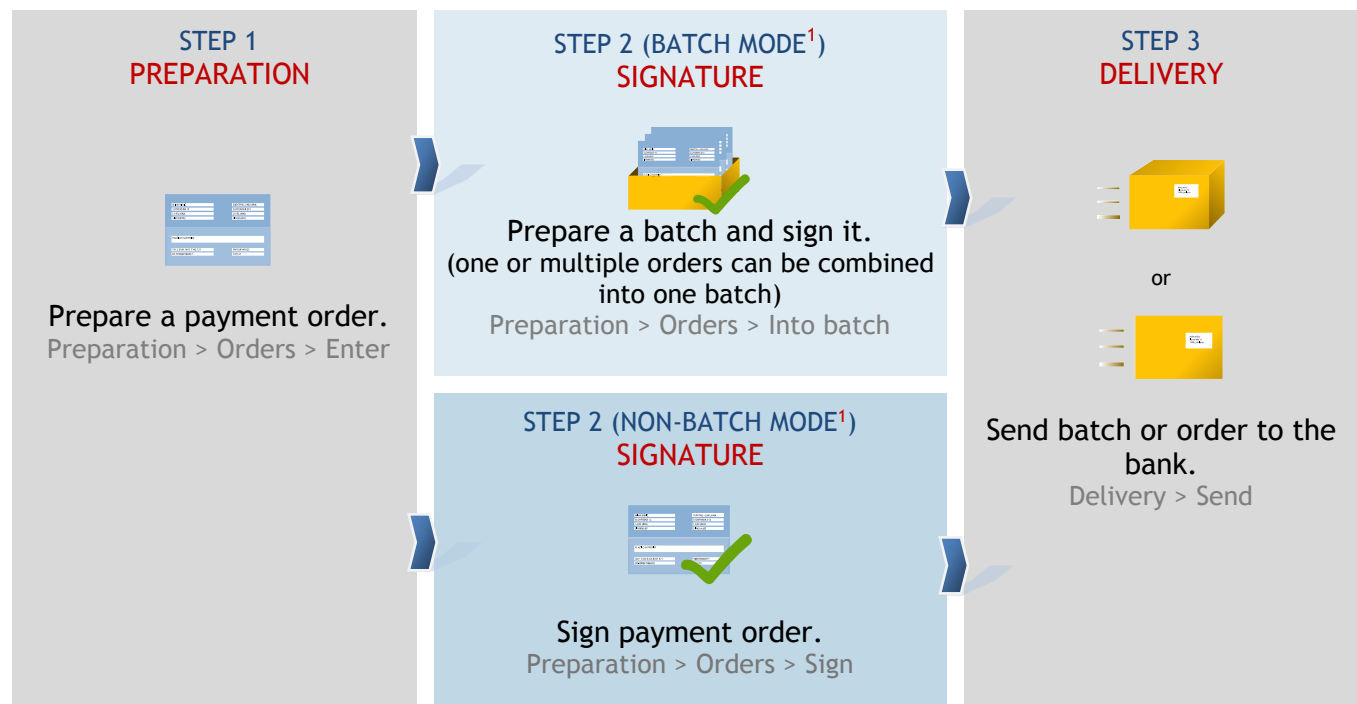 STEP 1
PREPARATION
Prepare a payment order.
Preparation > Orders > Enter
STEP 2 (BATCH MODE¹)
SIGNATURE
Prepare a batch and sign it.
(one or multiple orders can be combined
into one batch)
Preparation > Orders > Into batch
STEP 2 (NON-BATCH MODE¹)
SIGNATURE
Sign payment order.
Preparation > Orders > Sign
STEP 3
DELIVERY
or
Send batch or order to the
bank.
Delivery > Send